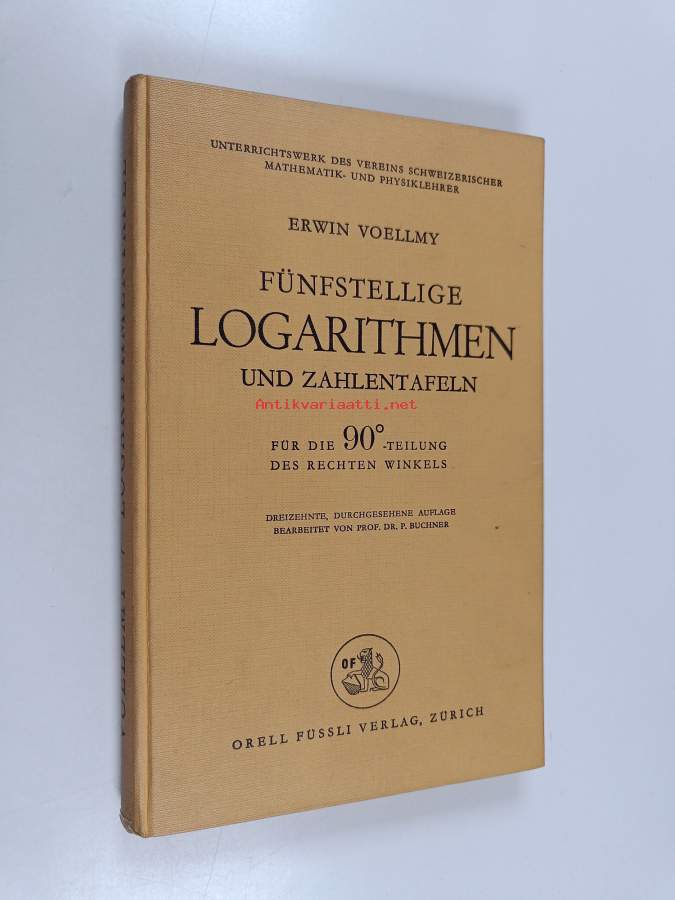 UNTERRICHTSWERK DES VEREINS SCHWEIZERISCHER
MATHEMATIK- UND PHYSIKLEHRER
ERWIN VOELLMY
FÜNFSTELLIGE
LOGARITHMEN
UND ZAHLENTAFELN
Antikvariaatti.net
FÜR DIE 90°-TEILUNG
DES RECHTEN WINKELS
DREIZEHNTE, DURCHGESEHENE AUFLAGE
BEARBEITET VON PROF. DR. P. BUCHNER
OF
ORELL FÜSSLI VERLAG, ZÜRICH